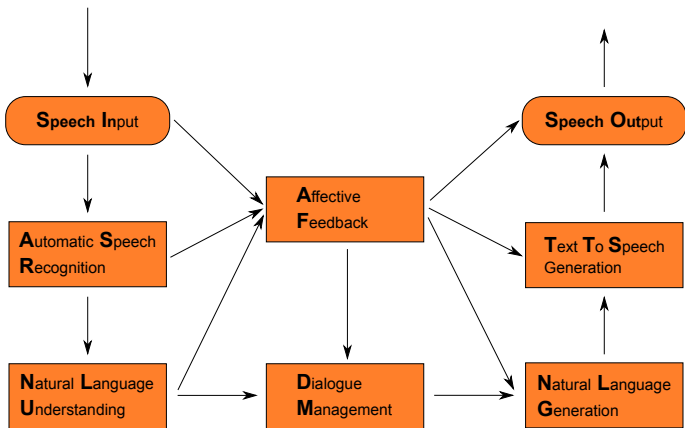 Speech Input
Speech Output
Affective
Feedback
Automatic Speech
Recognition
Text To Speech
Generation
Natural Language
Understanding
Dialogue
Management
Natural Language
Generation